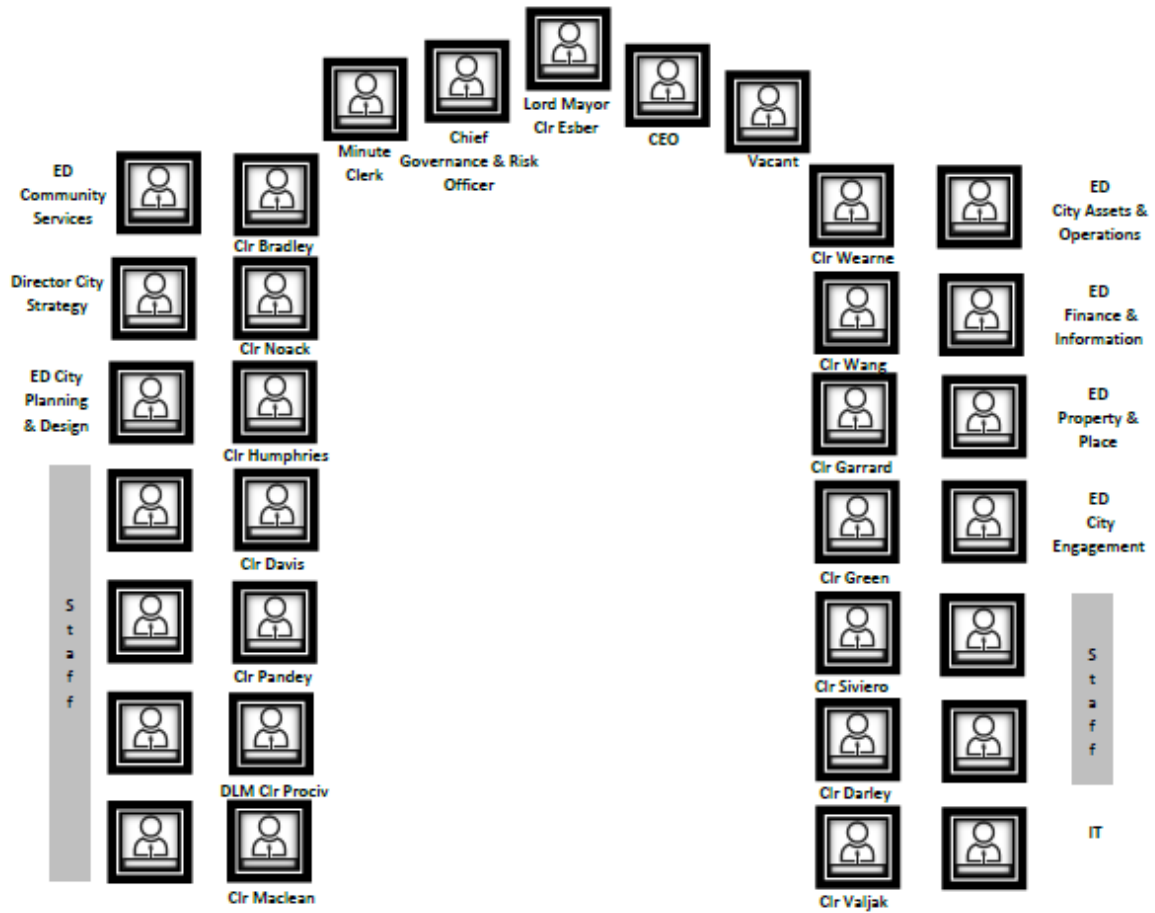 Lord Mayor
Clr Esber
Chief
Governance & Risk
Officer
CEO
Minute
Clerk
Vacant
ED
Community
Services
Clr Bradley
Director City
Strategy
Clr Noack
ED City
Planning
& Design
Clr Humphries
Clr Davis
Clr Pandey
DLM Clr Prociv
Clr Maclean
S
t
a
f
f
Clr Wearne
ED
City Assets &
Operations
Clr Wang
ED
Finance &
Information
Clr Garrard
ED
Property &
Place
Clr Green
ED
City
Engagement
Clr Siviero
Clr Darley
S
t
a
f
f
Clr Valjak
IT